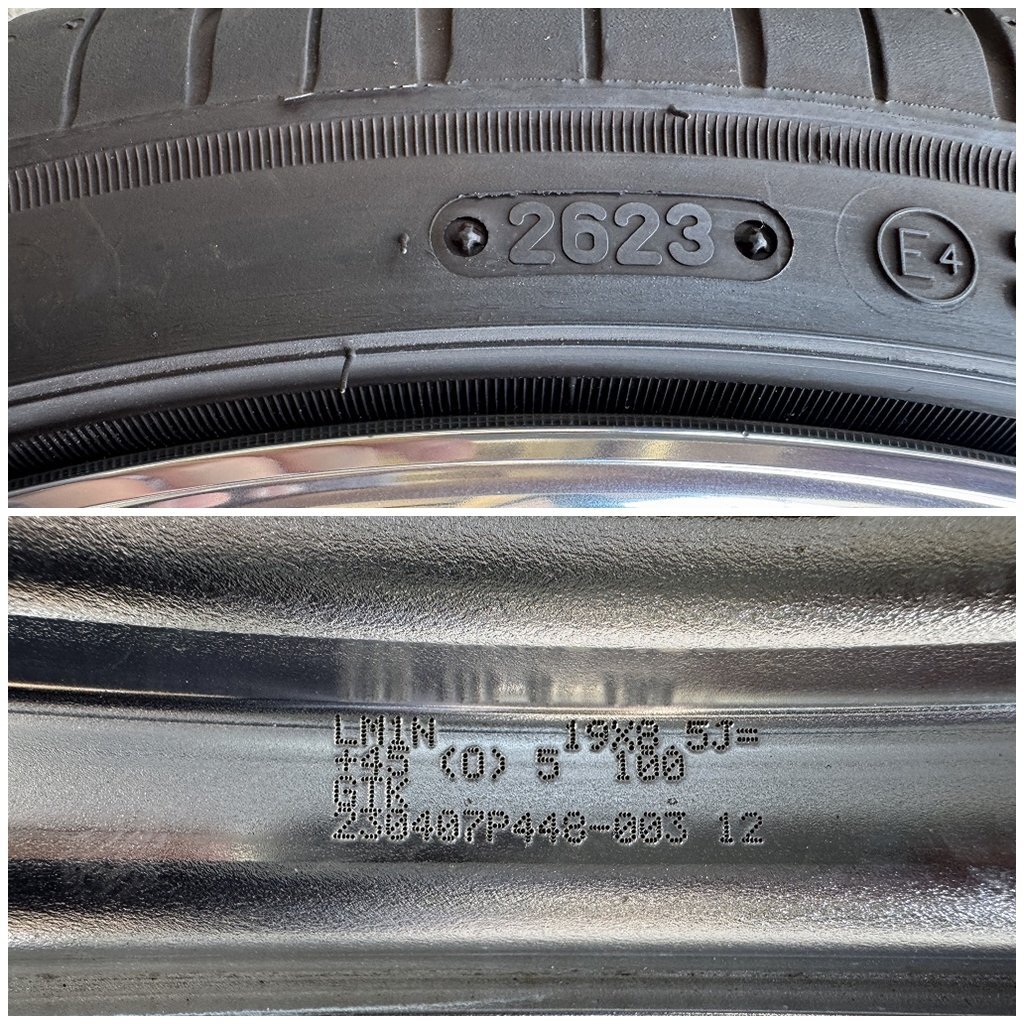 2623
E4
LM1N 19X8.5J=
+45 (O) 5 100
GTK
230407P448-003 12